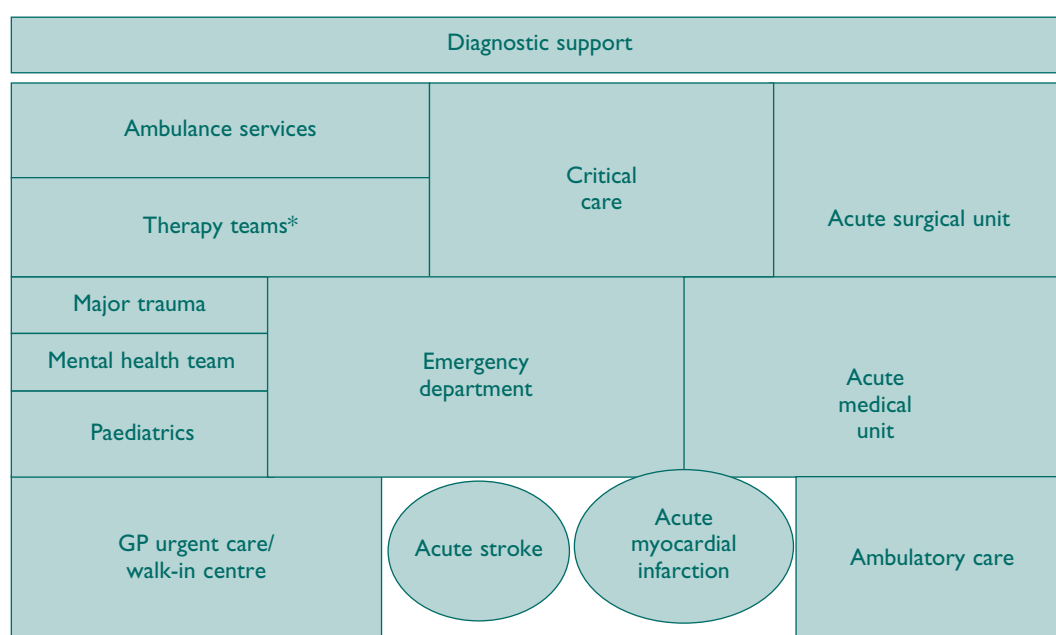 Diagnostic support
Ambulance services
Critical
care
Therapy teams*
Acute surgical unit
Major trauma
Mental health team
Paediatrics
Emergency
department
Acute
medical
unit
GP urgent care/
walk-in centre
Acute stroke
Acute
myocardial
infarction
Ambulatory care